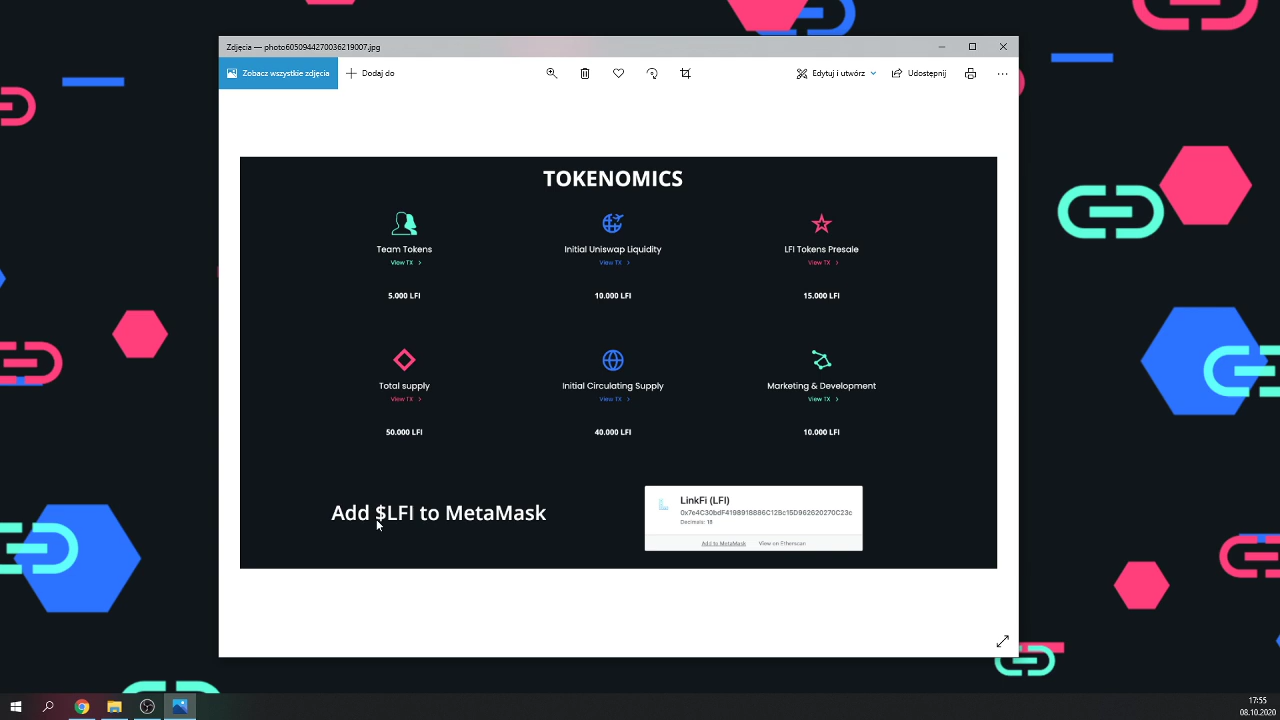 Zdjęcia — photo6050944270036219007.jpg
Zobacz wszystkie zdjęcia
Dodaj do
Edytuj i utwórz
Udostępnij
TOKENOMICS
Team Tokens
View TX >
5.000 LFI
Initial Uniswap Liquidity
View TX >
10.000 LFI
LFI Tokens Presale
View TX >
15.000 LFI
Total supply
View TX >
50.000 LFI
Initial Circulating Supply
View TX >
40.000 LFI
Marketing & Development
View TX >
10.000 LFI
Add $LFI to MetaMask
LinkFi (LFI)
Decimals: 18
Add to MetaMask
View on Etherscan
17:55
08.10.2020